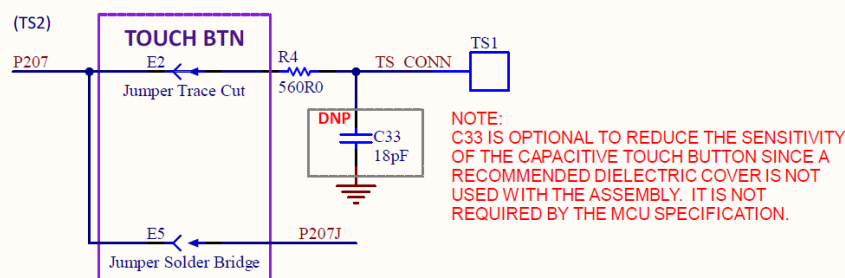 (TS2)
TOUCH BTN
P207
E2
Jumper Trace Cut
R4
560R0
TS CONN
TS1
DNP
C33
18pF
NOTE:
C33 IS OPTIONAL TO REDUCE THE SENSITIVITY
OF THE CAPACITIVE TOUCH BUTTON SINCE A
RECOMMENDED DIELECTRIC COVER IS NOT
USED WITH THE ASSEMBLY. IT IS NOT
REQUIRED BY THE MCU SPECIFICATION.
E5
Jumper Solder Bridge
P207J